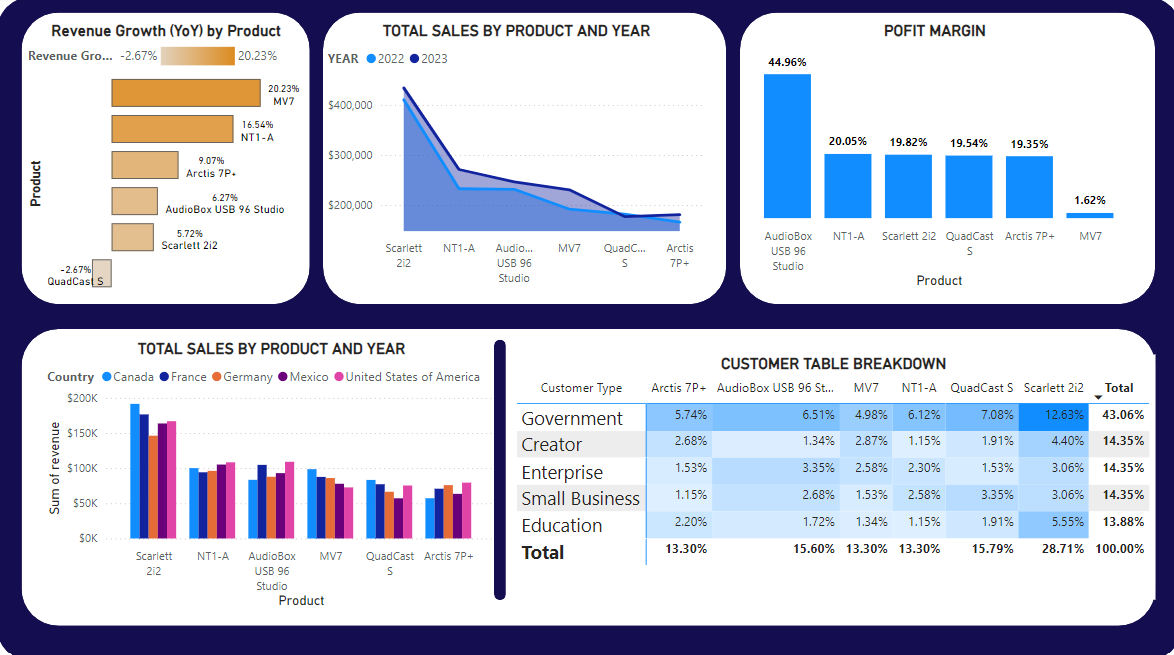 Revenue Growth (YoY) by Product
Revenue Gro... -2.67% 20.23%
Product
20.23%
MV7
16.54%
NT1-A
9.07%
Arctis 7P+
6.27%
AudioBox USB 96 Studio
5.72%
Scarlett 2i2
-2.67%
QuadCast S
TOTAL SALES BY PRODUCT AND YEAR
YEAR 2022 2023
$400,000
$300,000
$200,000
Scarlett NT1-A Audio... MV7 QuadC... Arctis
2i2 USB 96 S 7P+
Studio
POFIT MARGIN
44.96%
20.05% 19.82% 19.54% 19.35%
1.62%
AudioBox NT1-A Scarlett 2i2 QuadCast Arctis 7P+ MV7
USB 96 S
Studio
Product
TOTAL SALES BY PRODUCT AND YEAR
Country Canada France Germany Mexico United States of America
Sum of revenue
$200K
$150K
$100K
$50K
$0K
Scarlett NT1-A AudioBox MV7 QuadCast Arctis 7P+
2i2 USB 96 S
Studio
Product
CUSTOMER TABLE BREAKDOWN
Customer Type Arctis 7P+ AudioBox USB 96 St... MV7 NT1-A QuadCast S Scarlett 2i2 Total
Government 5.74% 6.51% 4.98% 6.12% 7.08% 12.63% 43.06%
Creator 2.68% 1.34% 2.87% 1.15% 1.91% 4.40% 14.35%
Enterprise 1.53% 3.35% 2.58% 2.30% 1.53% 3.06% 14.35%
Small Business 1.15% 2.68% 1.53% 2.58% 3.35% 3.06% 14.35%
Education 2.20% 1.72% 1.34% 1.15% 1.91% 5.55% 13.88%
Total 13.30% 15.60% 13.30% 13.30% 15.79% 28.71% 100.00%